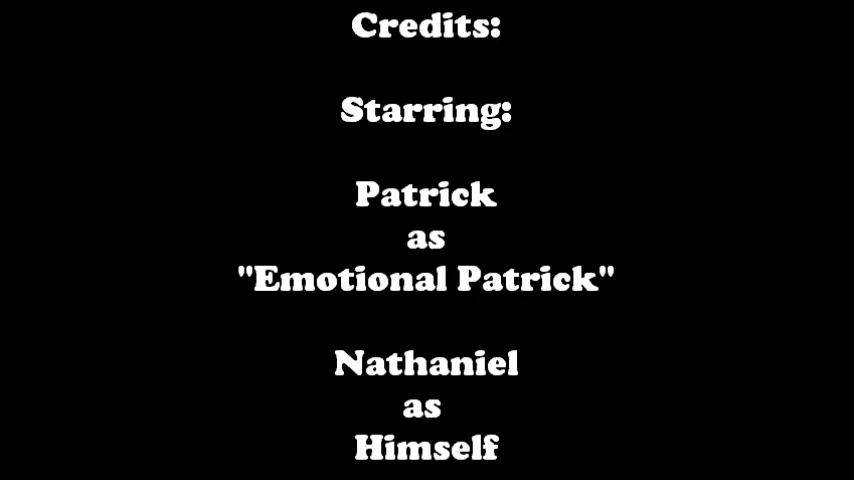 Credits:
Starring:
Patrick
as
"Emotional Patrick"
Nathaniel
as
Himself